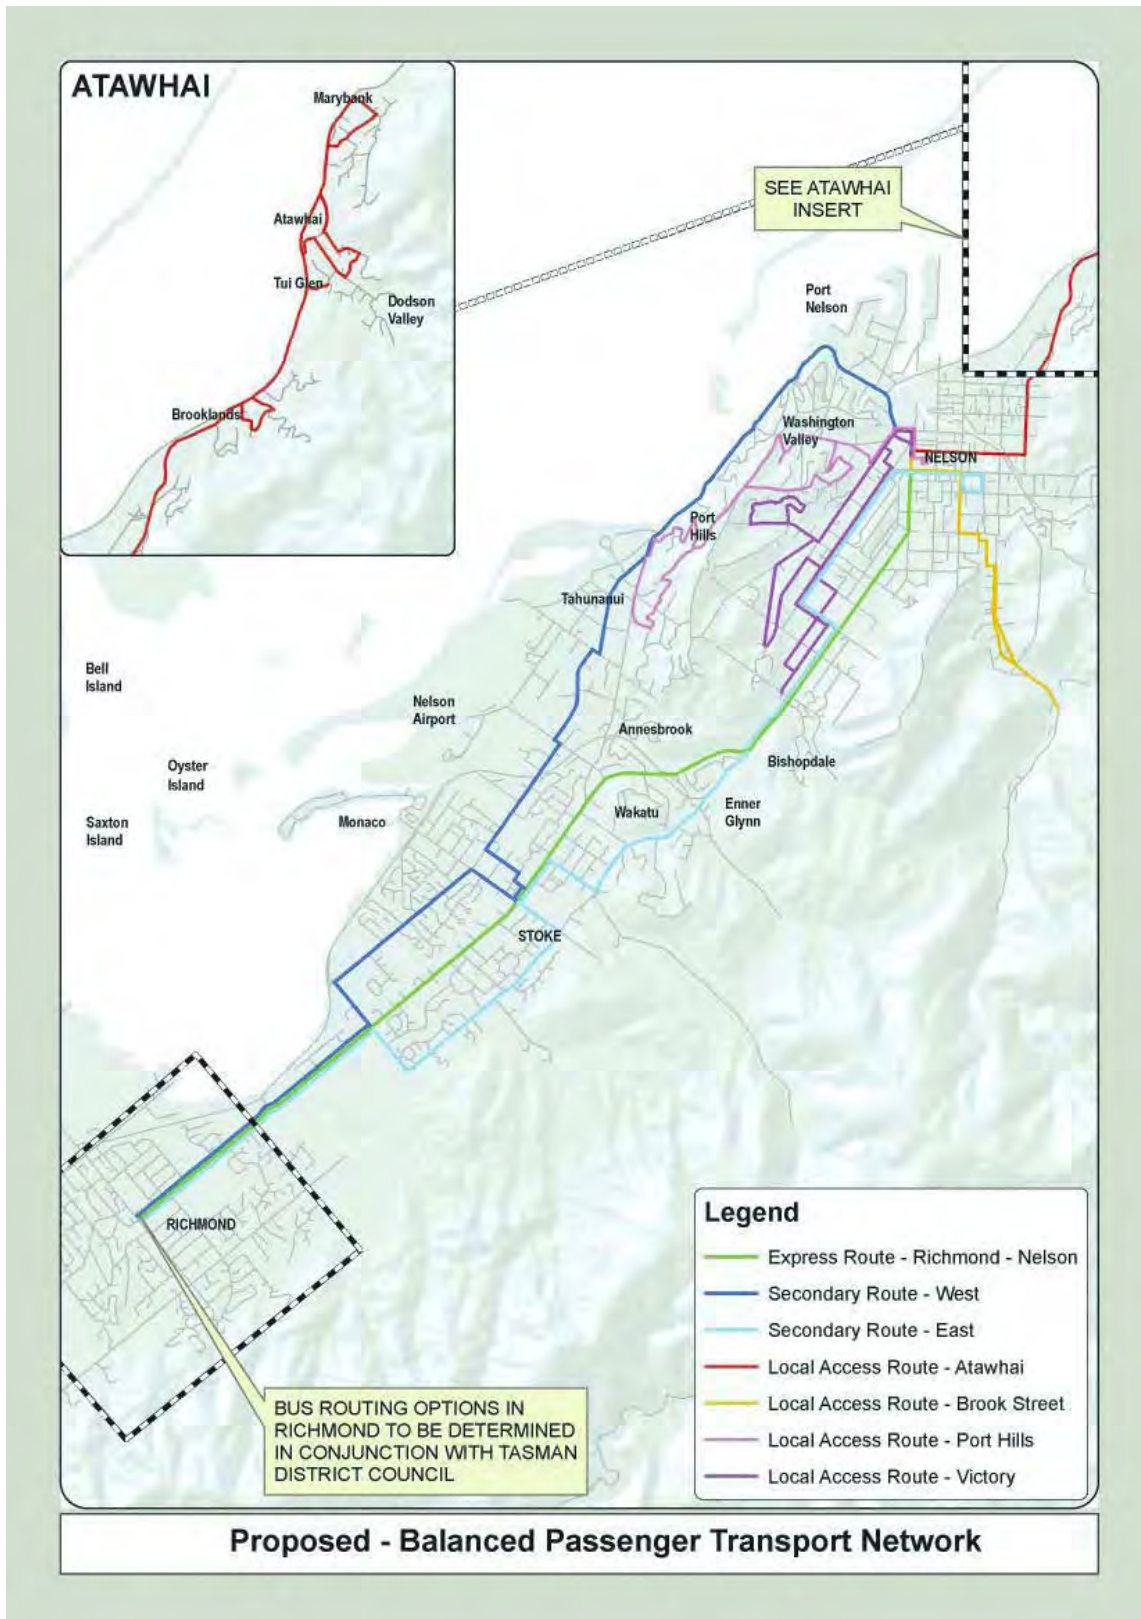 ATAWHAI
Marybank
Atawhai
Tui Glen
Dodson
Valley
Brooklands
SEE ATAWHAI
INSERT
Port
Nelson
Washington
Valley
NELSON
Port
Hills
Tahunanui
Bell
Island
Nelson
Airport
Annesbrook
Oyster
Island
Bishopdale
Saxton
Island
Monaco
Wakatu
Enner
Glynn
STOKE
RICHMOND
BUS ROUTING OPTIONS IN
RICHMOND TO BE DETERMINED
IN CONJUNCTION WITH TASMAN
DISTRICT COUNCIL
Legend
Express Route - Richmond - Nelson
Secondary Route - West
Secondary Route - East
Local Access Route - Atawhai
Local Access Route - Brook Street
Local Access Route - Port Hills
Local Access Route - Victory
Proposed - Balanced Passenger Transport Network